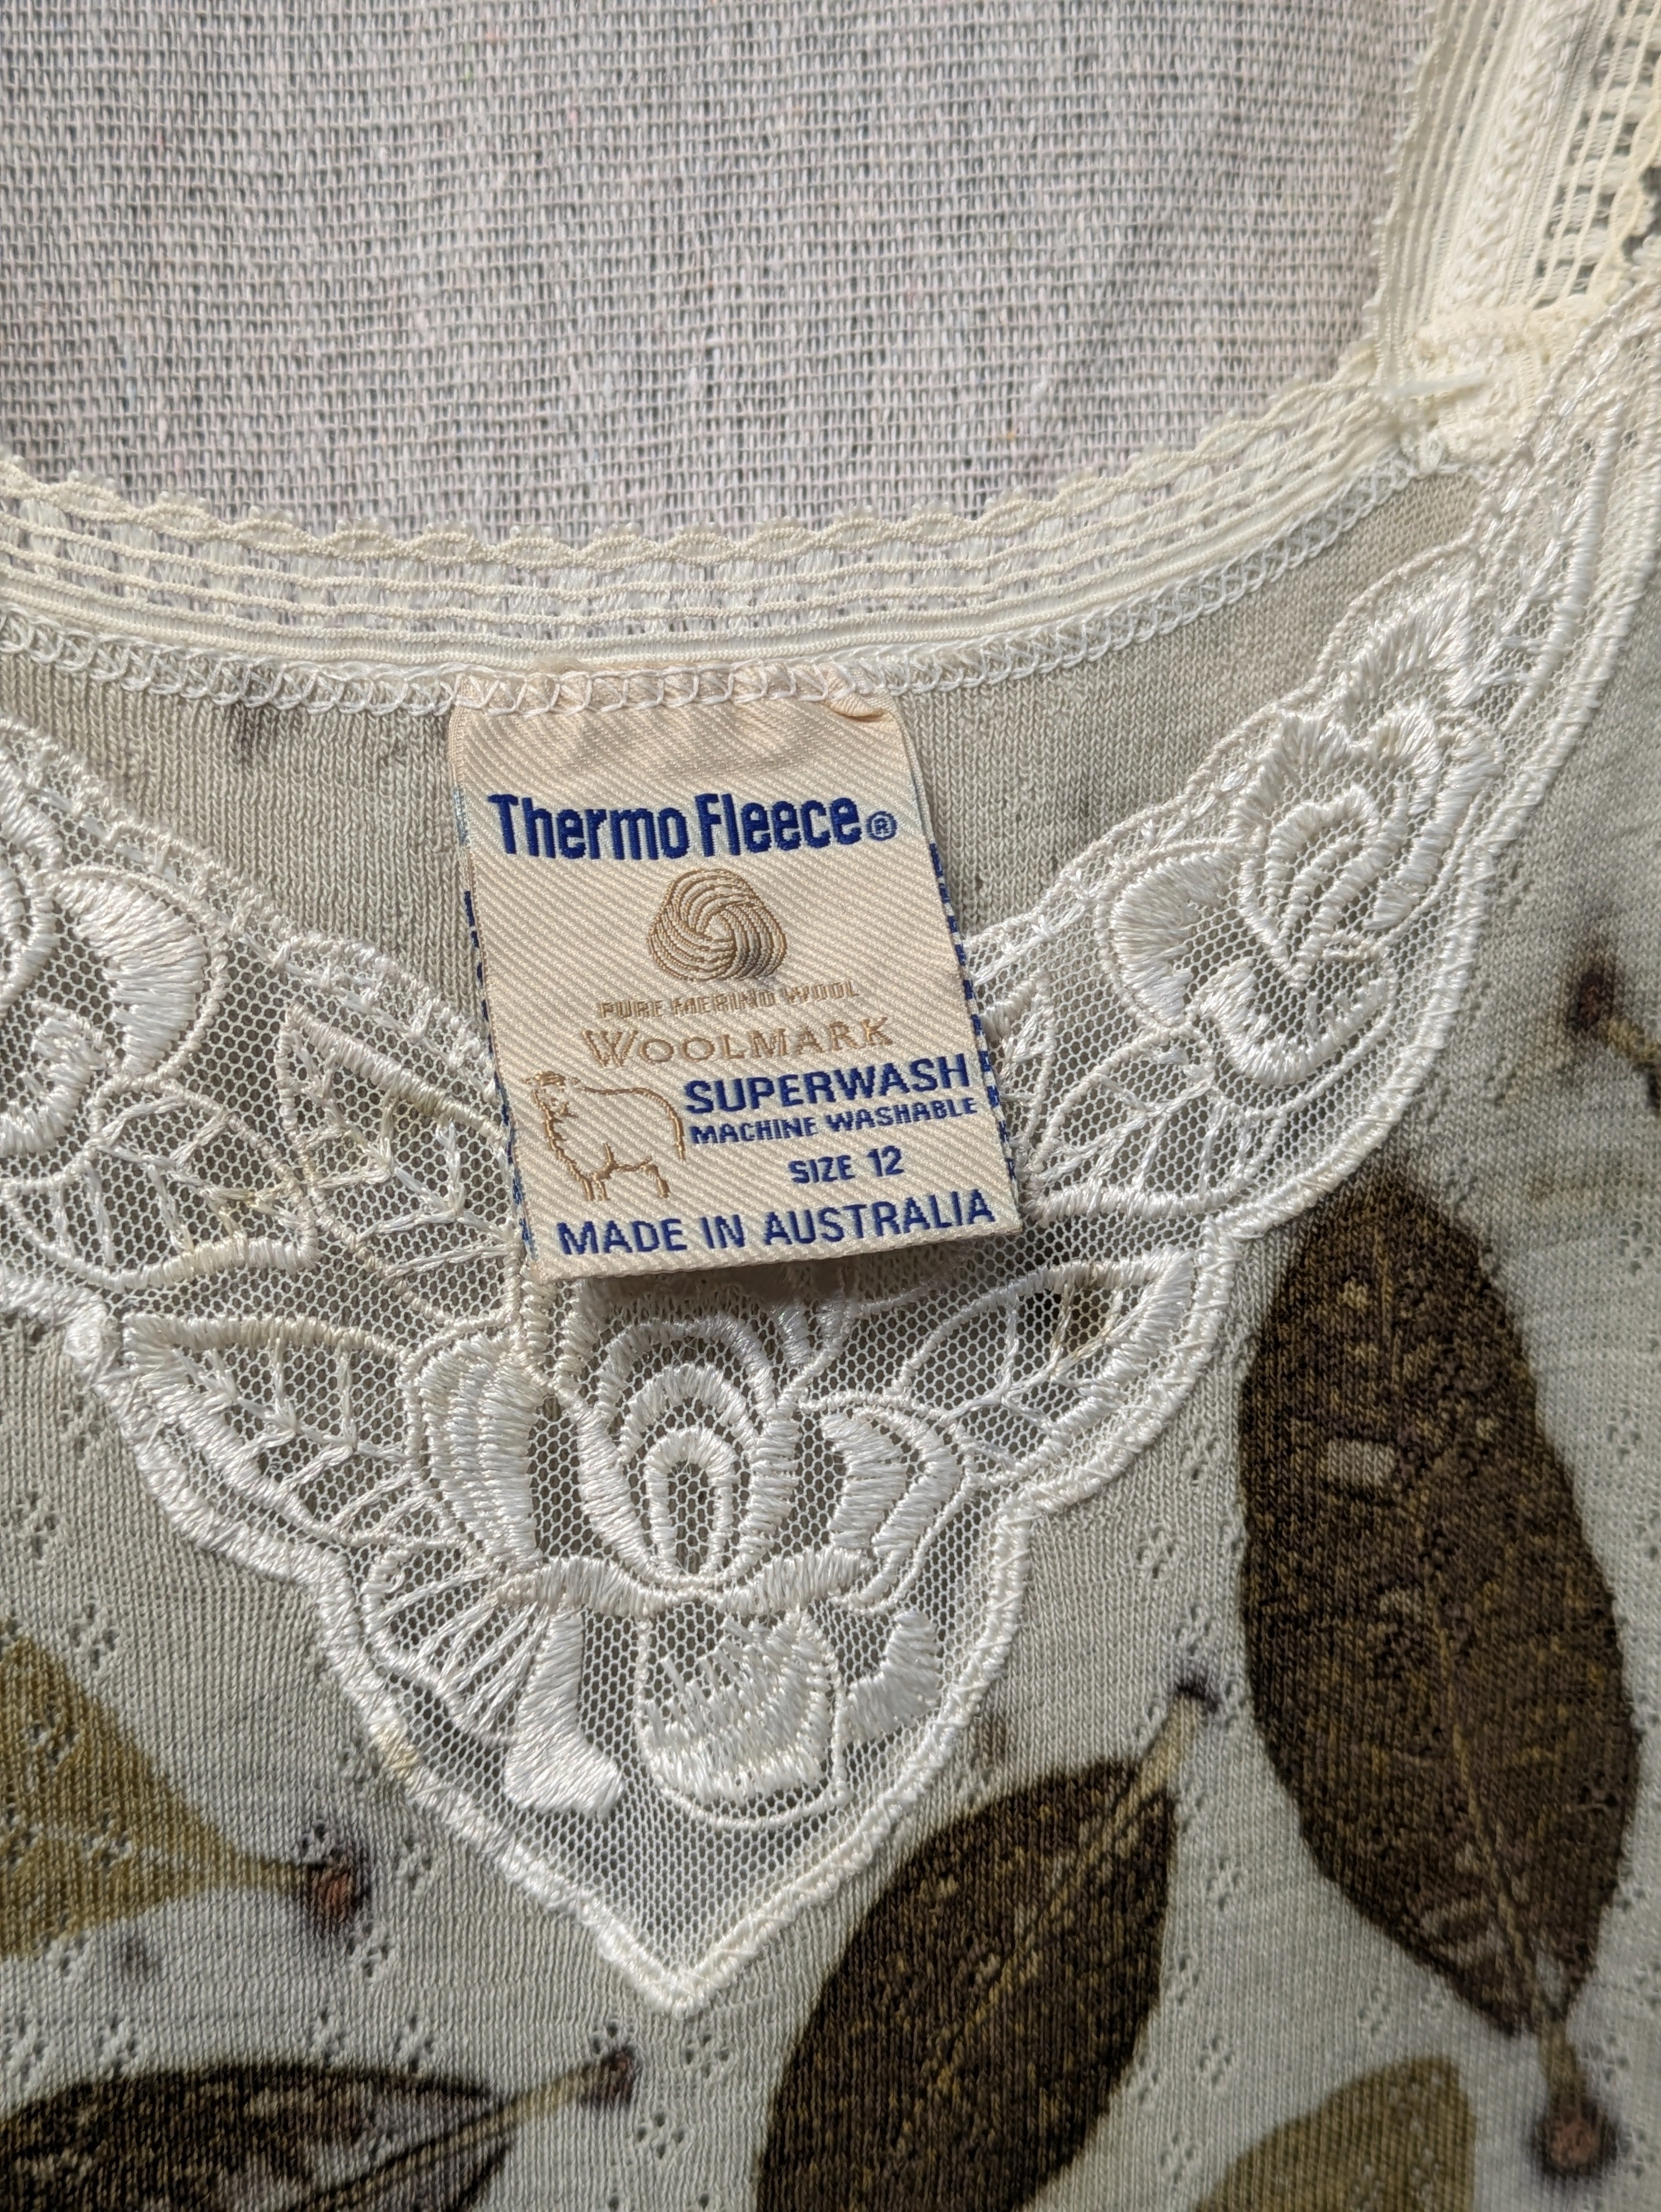 Thermo Fleece®
PURE MERINO WOOL
WOOLMARK
SUPERWASH
MACHINE WASHABLE
SIZE 12
MADE IN AUSTRALIA